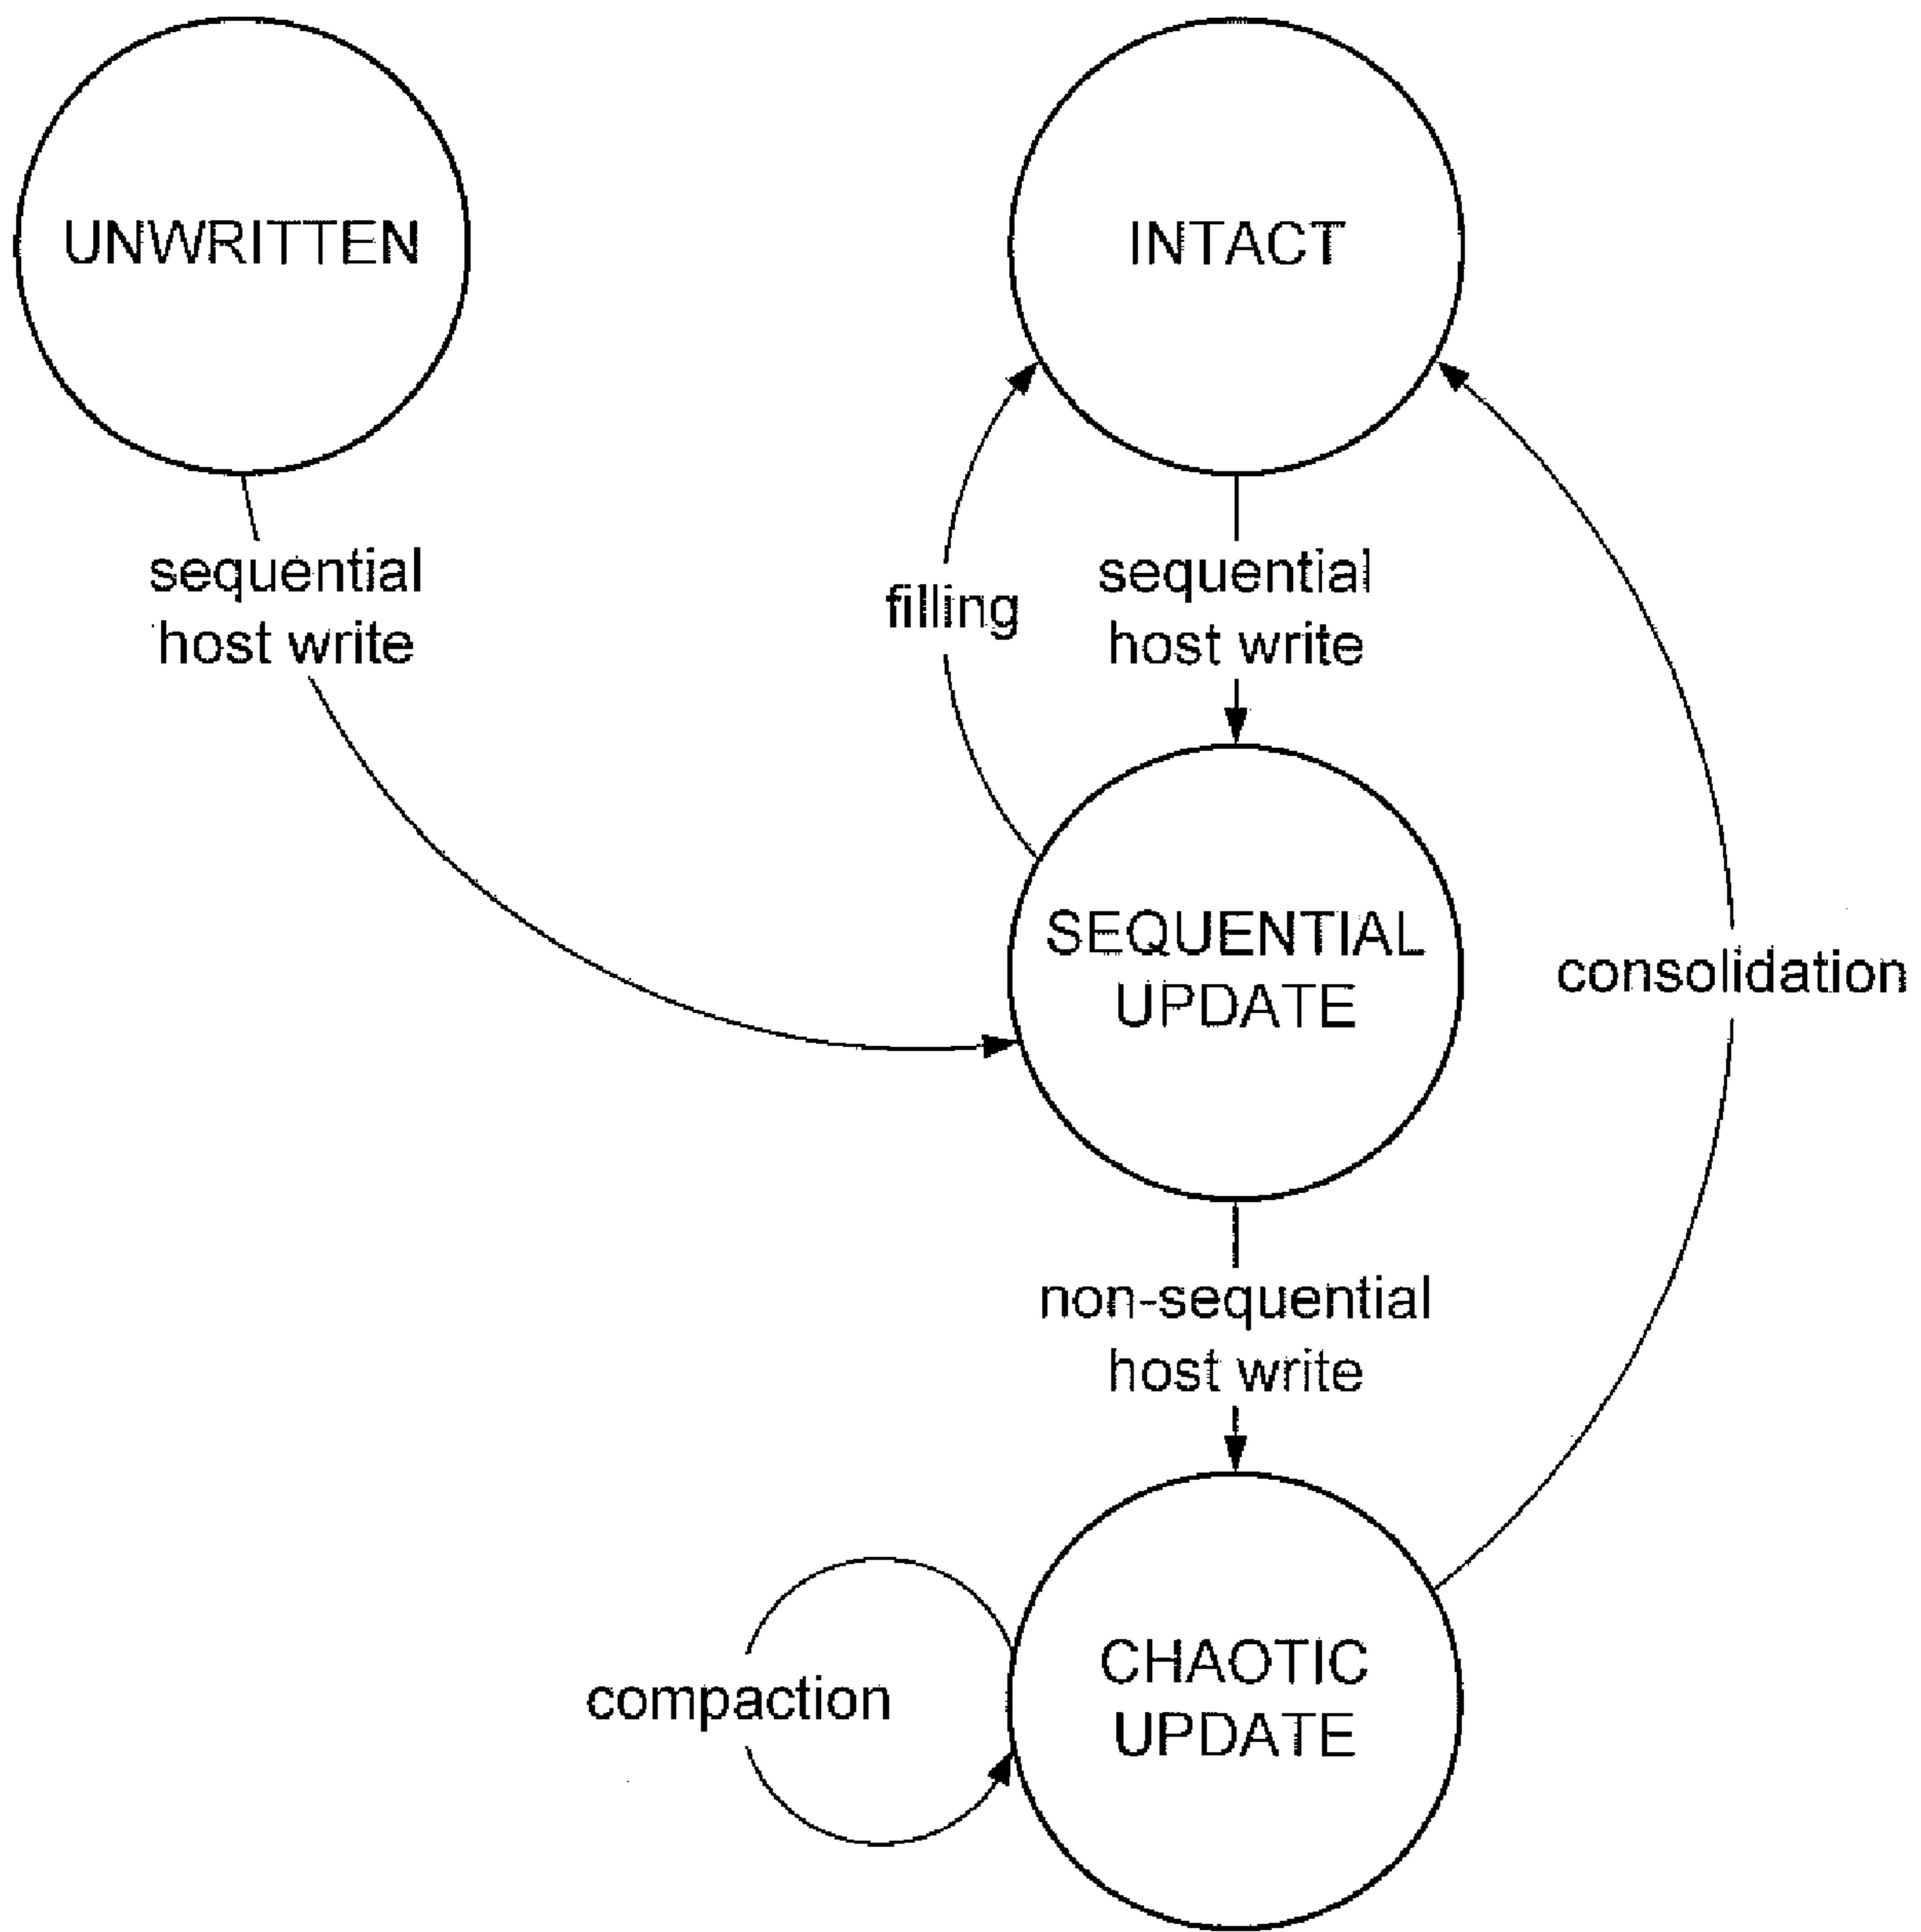 UNWRITTEN
INTACT
sequential
host write
filling
sequential
host write
SEQUENTIAL
UPDATE
consolidation
non-sequential
host write
compaction
CHAOTIC
UPDATE